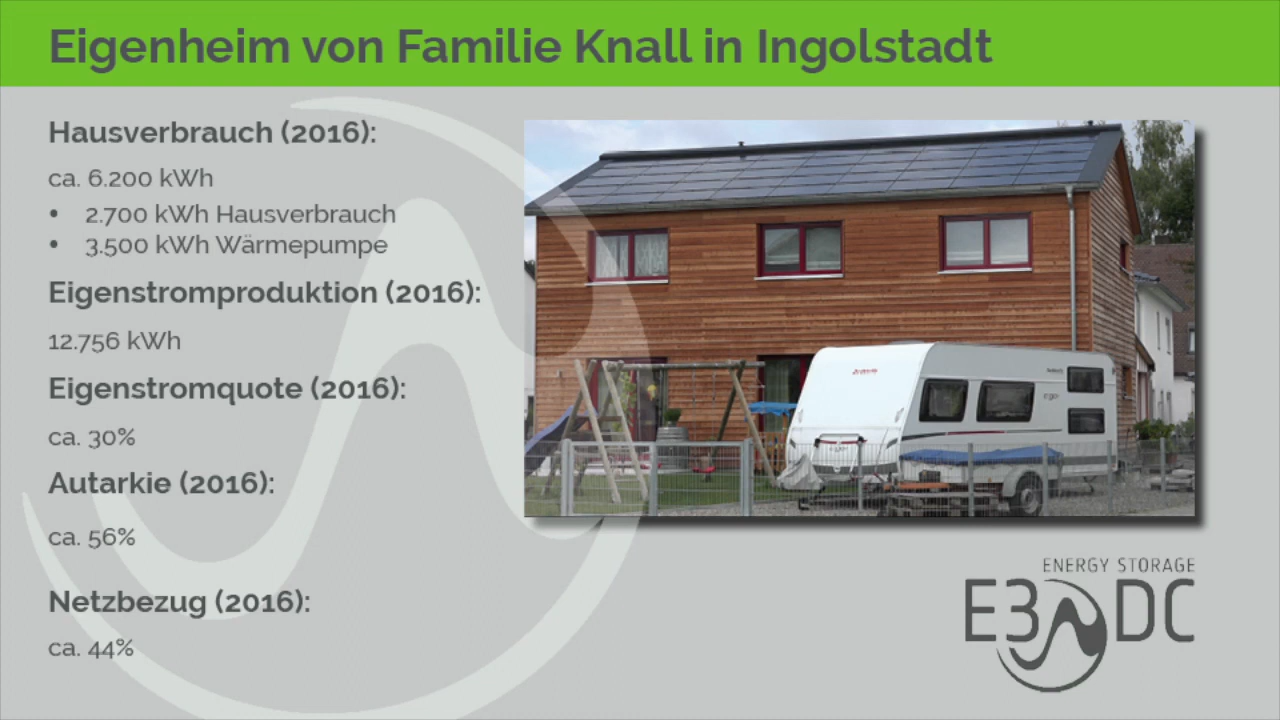 Eigenheim von Familie Knall in Ingolstadt
Hausverbrauch (2016):
ca. 6.200 kWh
• 2.700 kWh Hausverbrauch
• 3.500 kWh Wärmepumpe
Eigenstromproduktion (2016):
12.756 kWh
Eigenstromquote (2016):
ca. 30%
Autarkie (2016):
ca. 56%
Netzbezug (2016):
ca. 44%
ENERGY STORAGE
E3 DC